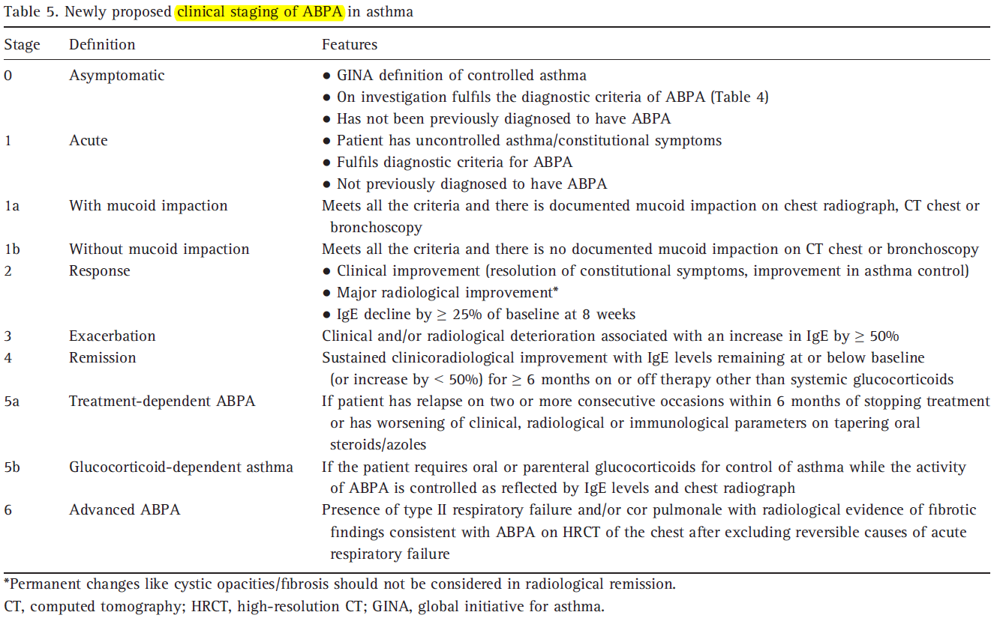 Table 5. Newly proposed clinical staging of ABPA in asthma
Stage Definition Features
0 Asymptomatic ● GINA definition of controlled asthma
● On investigation fulfils the diagnostic criteria of ABPA (Table 4)
● Has not been previously diagnosed to have ABPA
1 Acute ● Patient has uncontrolled asthma/constitutional symptoms
● Fulfils diagnostic criteria for ABPA
● Not previously diagnosed to have ABPA
1a With mucoid impaction Meets all the criteria and there is documented mucoid impaction on chest radiograph, CT chest or
bronchoscopy
1b Without mucoid impaction Meets all the criteria and there is no documented mucoid impaction on CT chest or bronchoscopy
2 Response ● Clinical improvement (resolution of constitutional symptoms, improvement in asthma control)
● Major radiological improvement*
● IgE decline by ≥ 25% of baseline at 8 weeks
3 Exacerbation Clinical and/or radiological deterioration associated with an increase in IgE by ≥ 50%
4 Remission Sustained clinicoradiological improvement with IgE levels remaining at or below baseline
(or increase by < 50%) for ≥ 6 months on or off therapy other than systemic glucocorticoids
5a Treatment-dependent ABPA If patient has relapse on two or more consecutive occasions within 6 months of stopping treatment
or has worsening of clinical, radiological or immunological parameters on tapering oral
steroids/azoles
5b Glucocorticoid-dependent asthma If the patient requires oral or parenteral glucocorticoids for control of asthma while the activity
of ABPA is controlled as reflected by IgE levels and chest radiograph
6 Advanced ABPA Presence of type II respiratory failure and/or cor pulmonale with radiological evidence of fibrotic
findings consistent with ABPA on HRCT of the chest after excluding reversible causes of acute
respiratory failure
*Permanent changes like cystic opacities/fibrosis should not be considered in radiological remission.
CT, computed tomography; HRCT, high-resolution CT; GINA, global initiative for asthma.